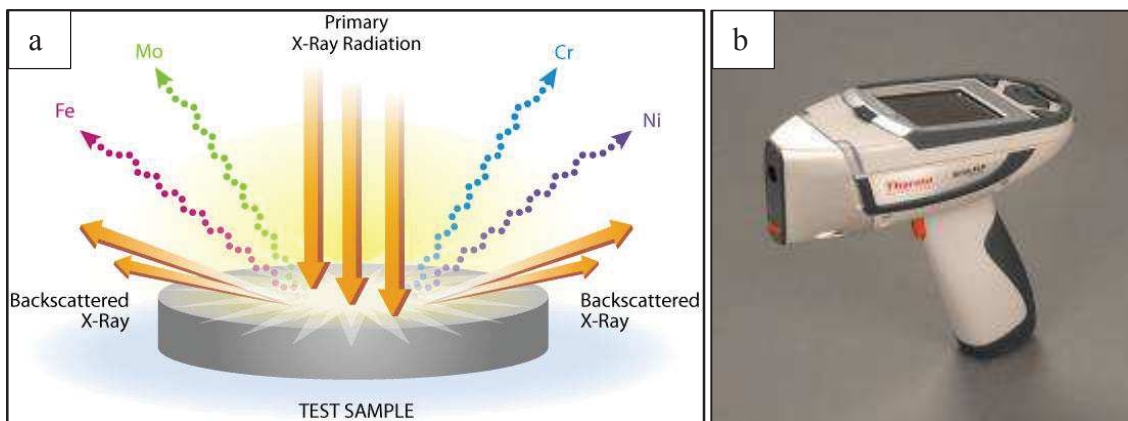 a
Primary
X-Ray Radiation
Mo
Cr
Fe
Ni
Backscattered
X-Ray
Backscattered
X-Ray
TEST SAMPLE
b
Thermo